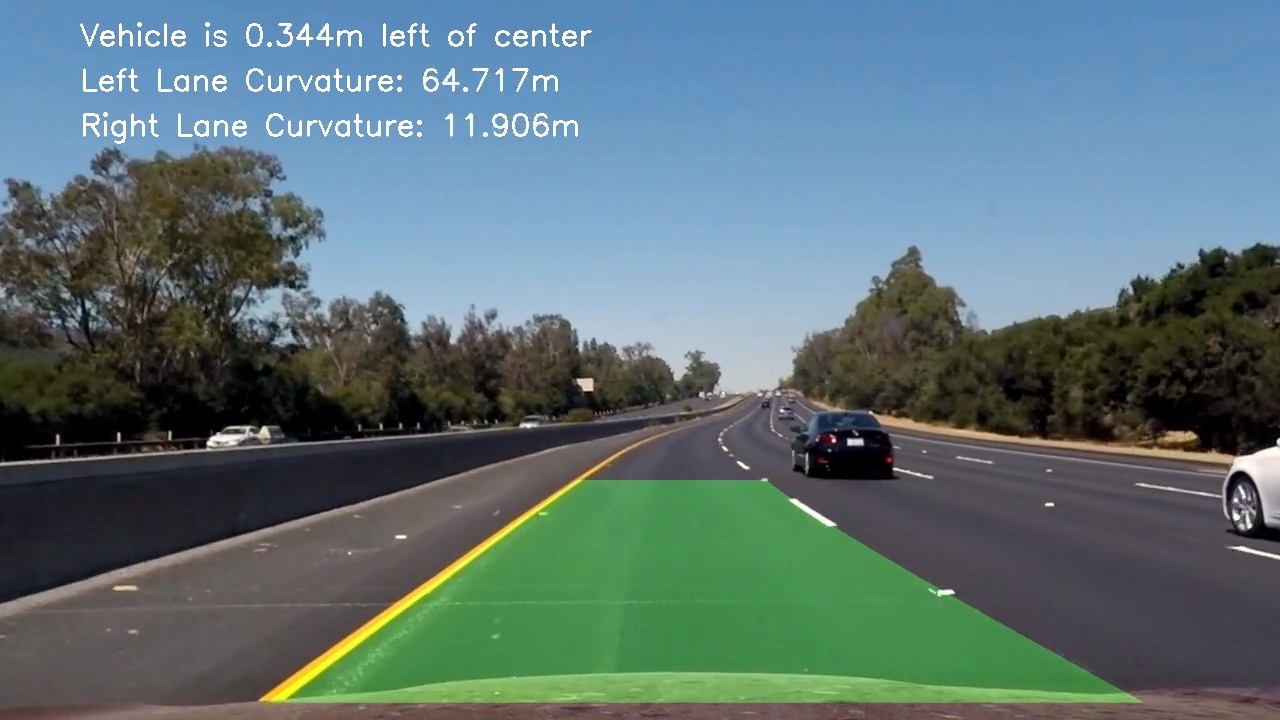 Vehicle is 0.344m left of center
Left Lane Curvature: 64.717m
Right Lane Curvature: 11.906m